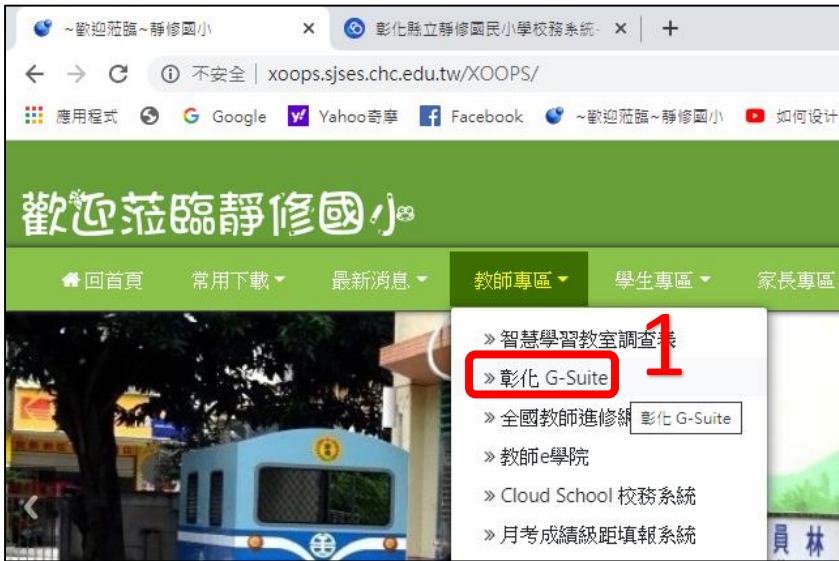 ~歡迎蒞臨~靜修國小 × 彰化縣立靜修國民小學校務系統- × +
不安全 | xoops.sjses.chc.edu.tw/XOOPS/
應用程式 Google Yahoo奇摩 Facebook ~歡迎蒞臨~靜修國小 如何设计
歡迎蒞臨靜修國小
回首頁 常用下載 最新消息 教師專區 學生專區 家長專區
» 智慧學習教室調查表
1
» 彰化 G-Suite
» 全國教師進修網
彰化 G-Suite
» 教師e學院
» Cloud School 校務系統
» 月考成績級距填報系統
員林